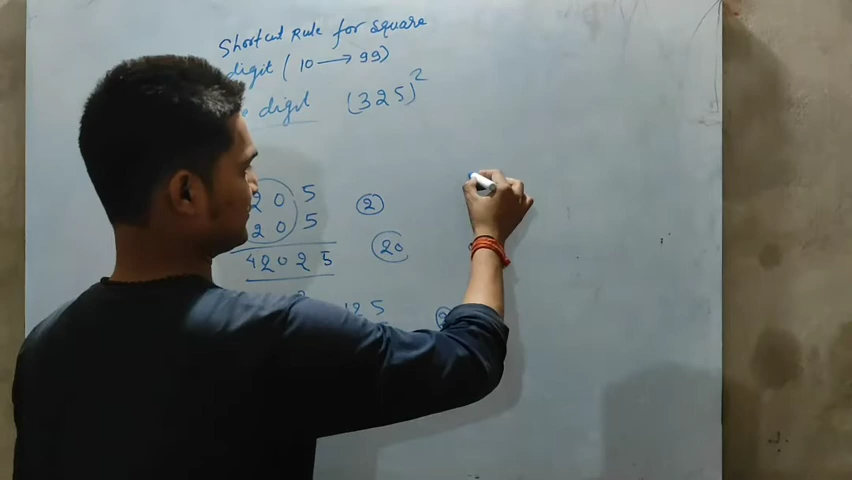 Shortcut Rule for square
digit (10 → 99)
digit (325)²
20 5 ②
20 5
42025 ⑳
125